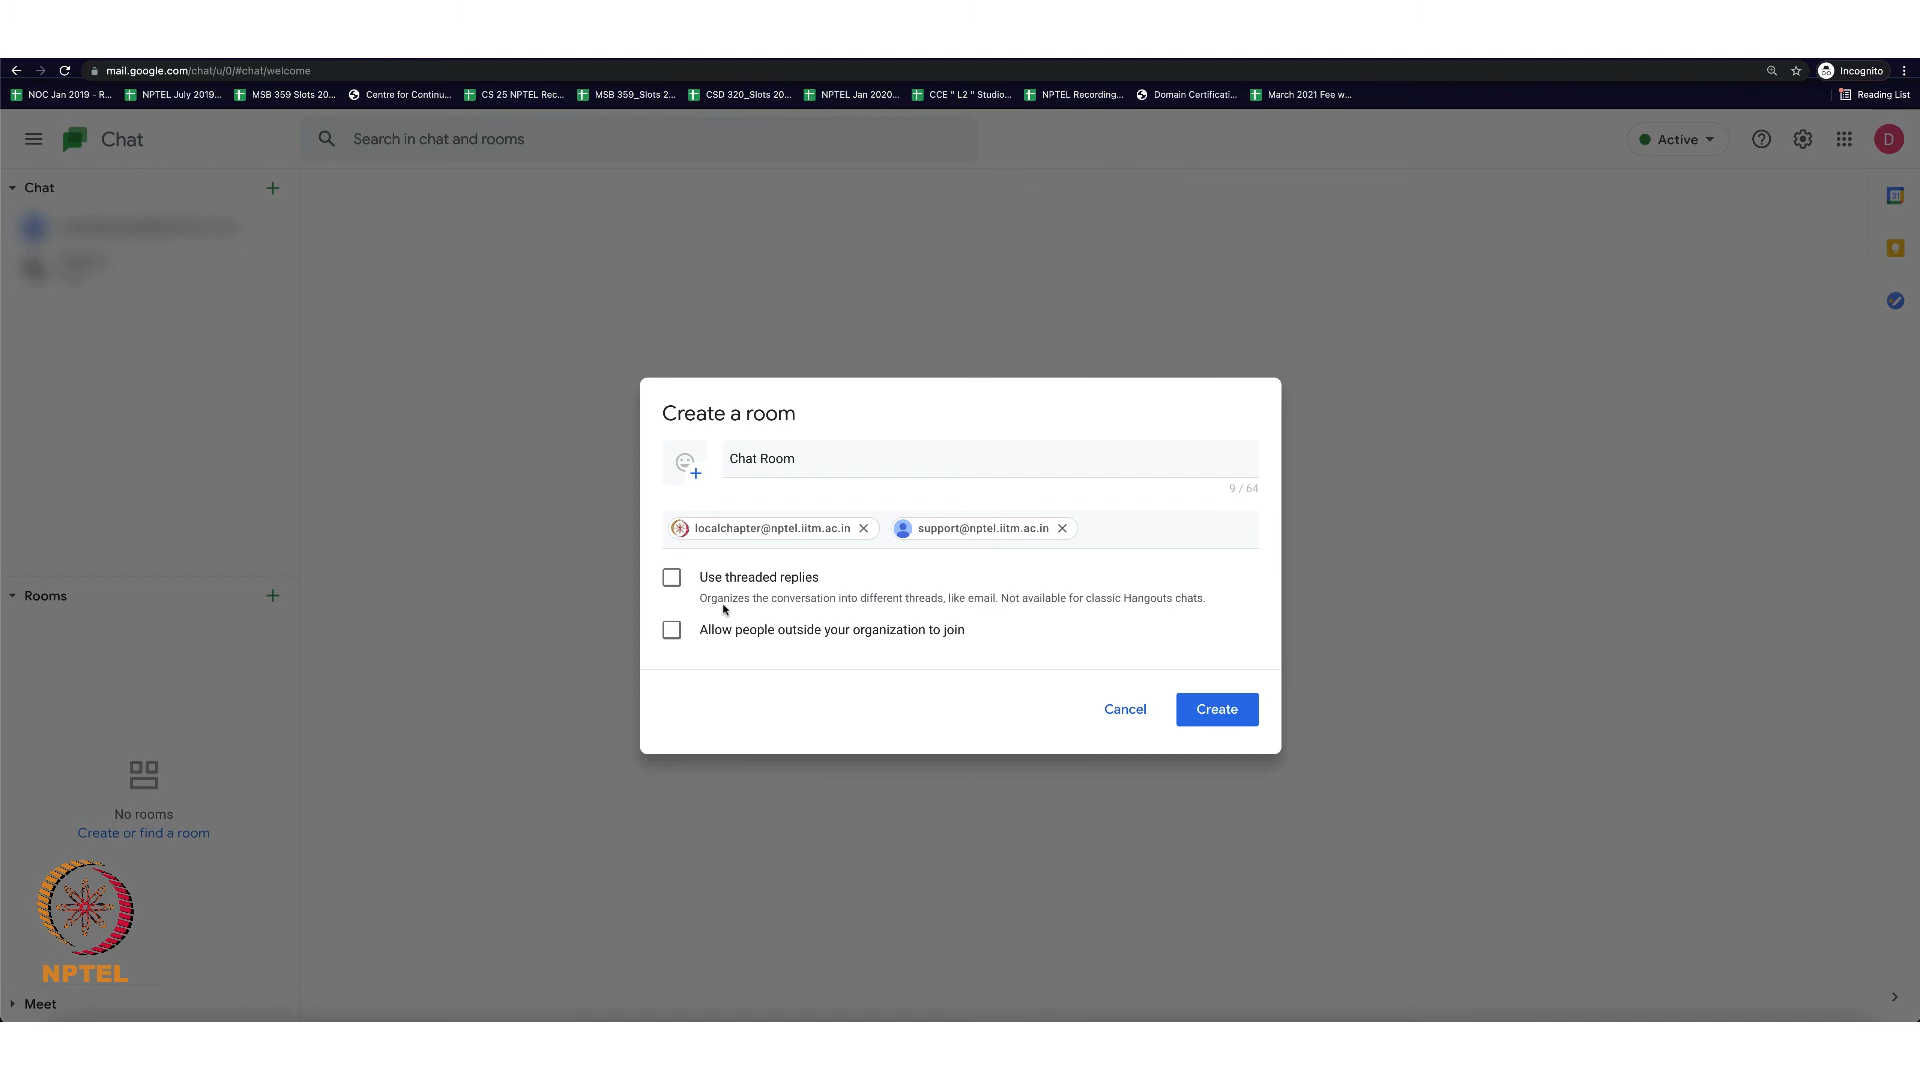 mail.google.com/chat/u/0/#chat/welcome
Incognito
NOC Jan 2019 - R...
NPTEL July 2019...
MSB 359 Slots 20...
Centre for Continu...
CS 25 NPTEL Rec...
MSB 359_Slots 2...
CSD 320_Slots 20...
NPTEL Jan 2020...
CCE " L2 " Studio...
NPTEL Recording...
Domain Certificati...
March 2021 Fee w...
Reading List
Chat
Search in chat and rooms
Active
D
Chat
31
Create a room
Chat Room
9 / 64
localchapter@nptel.iitm.ac.in
support@nptel.iitm.ac.in
Use threaded replies
Organizes the conversation into different threads, like email. Not available for classic Hangouts chats.
Allow people outside your organization to join
Cancel
Create
Rooms
No rooms
Create or find a room
NPTEL
Meet